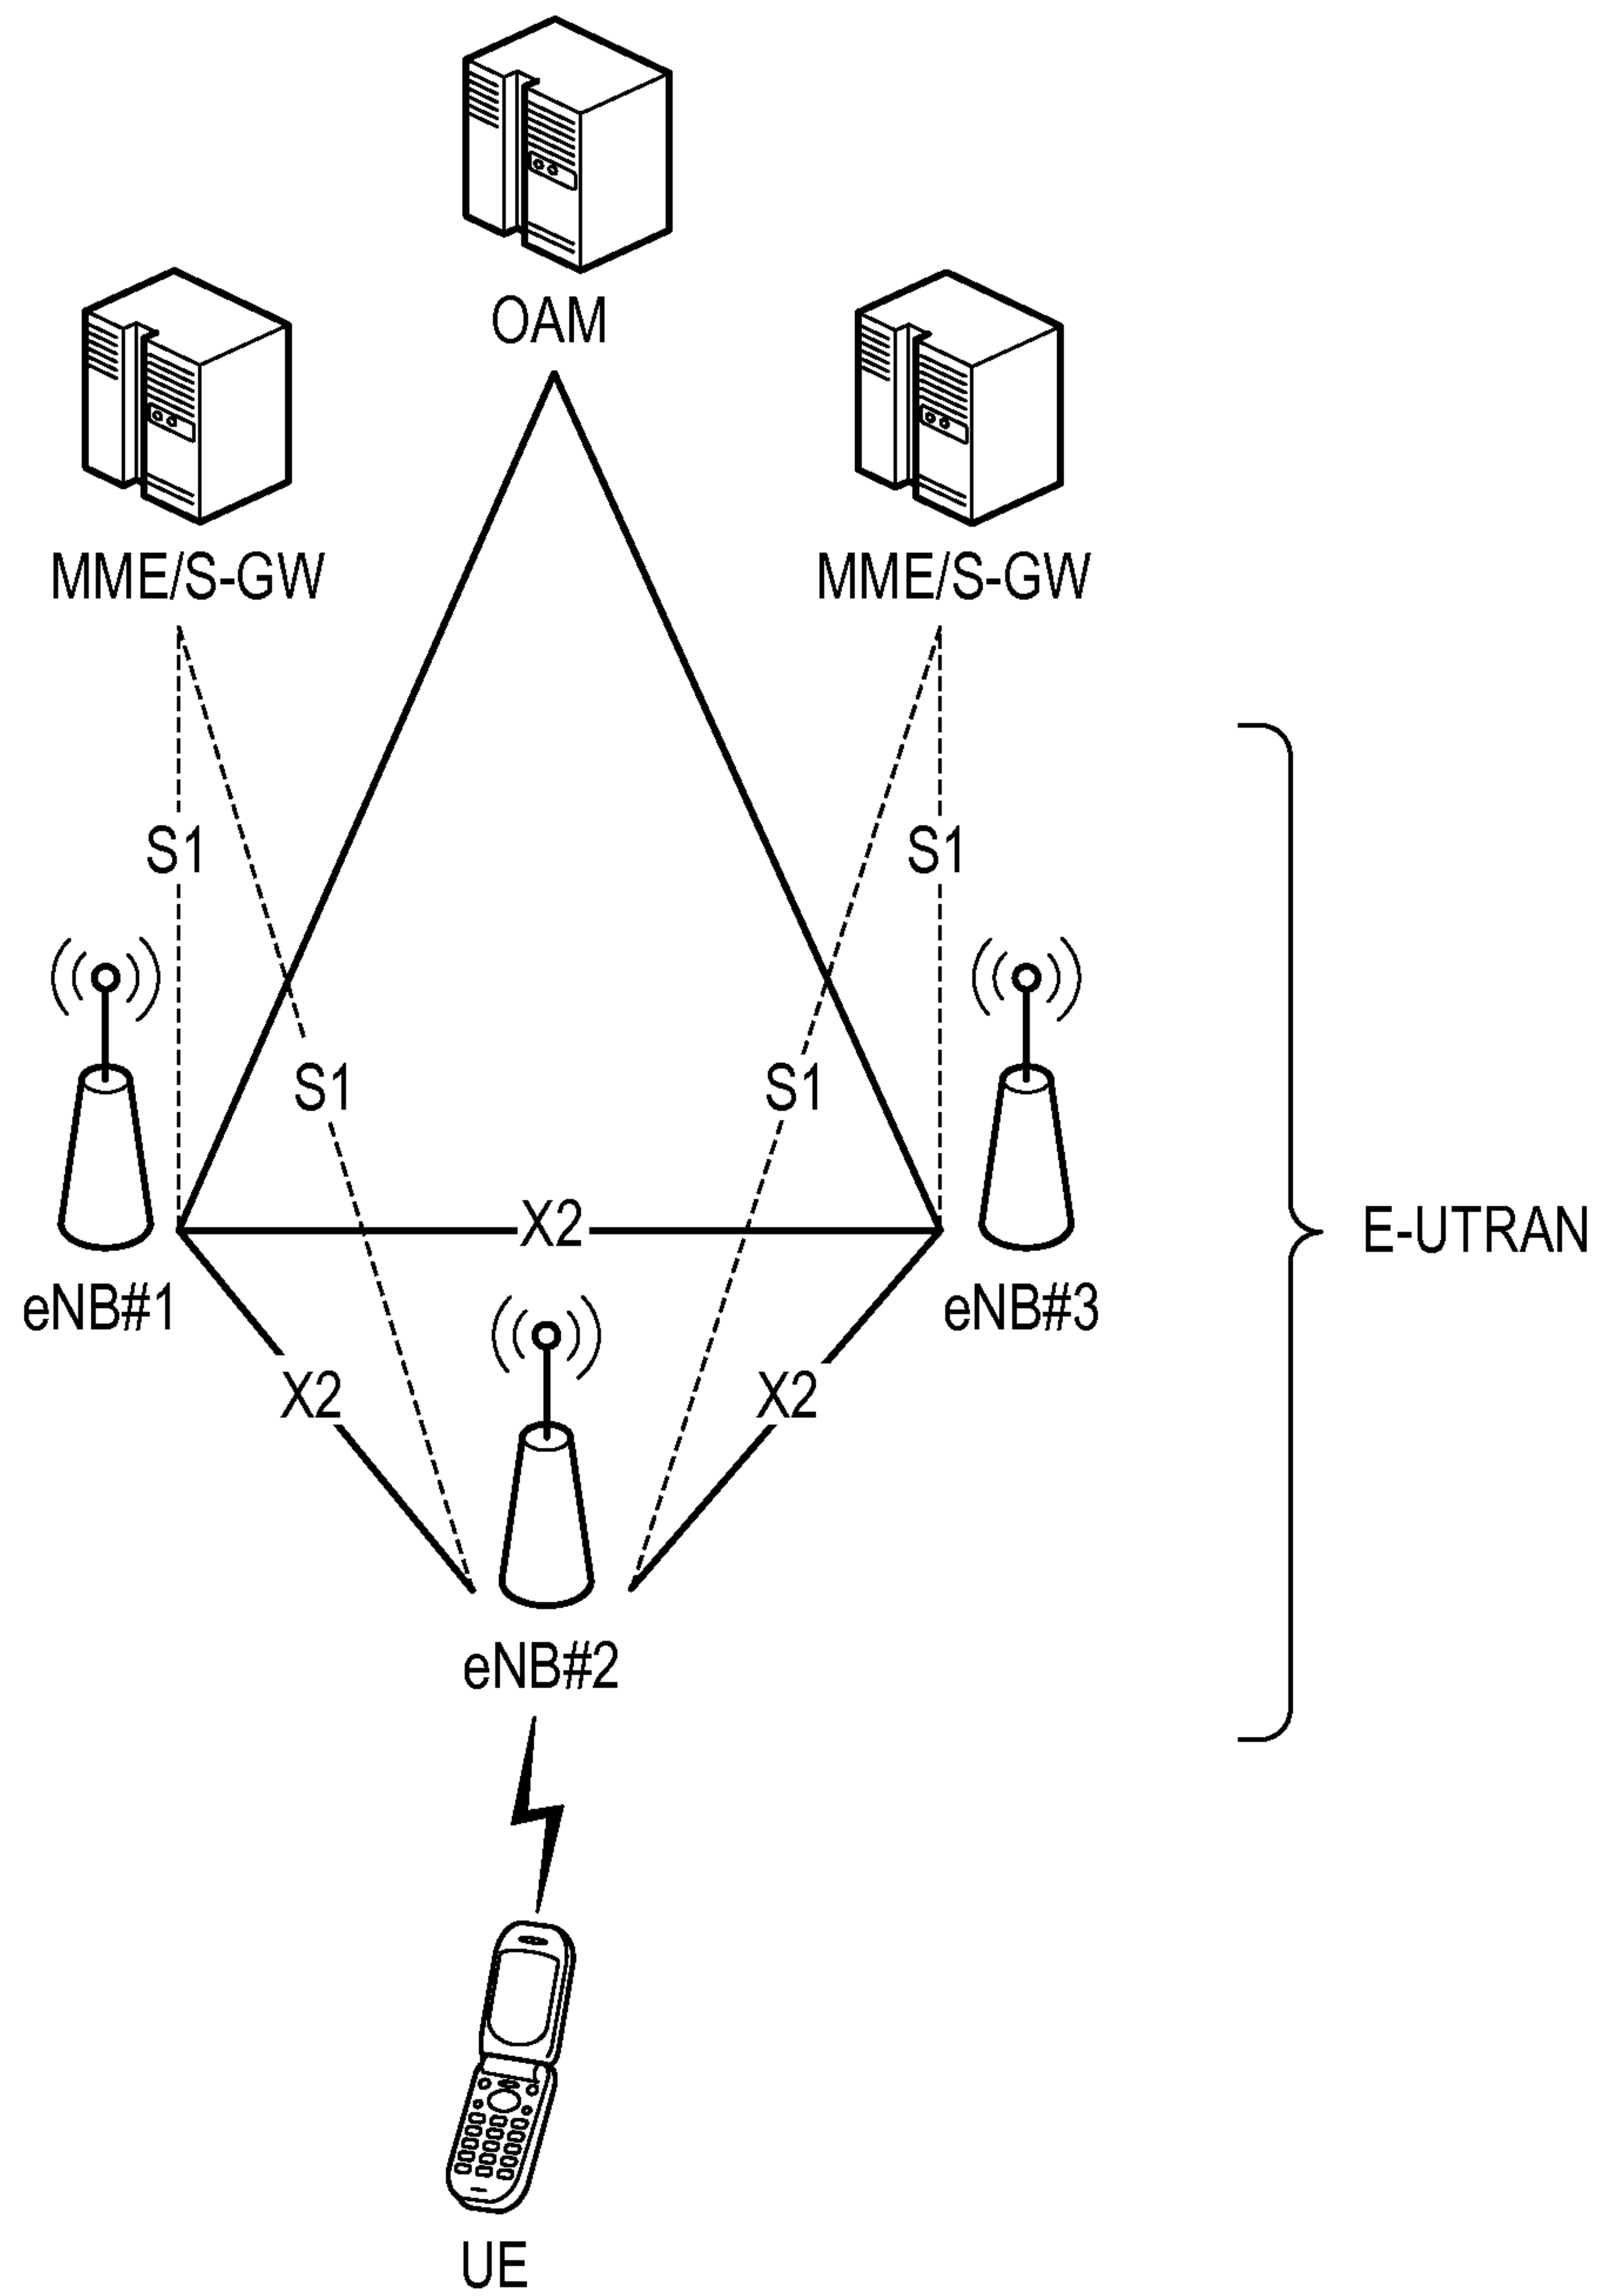 OAM
MME/S-GW
MME/S-GW
S1
S1
S1
S1
X2
E-UTRAN
eNB#1
eNB#3
X2
X2
eNB#2
UE